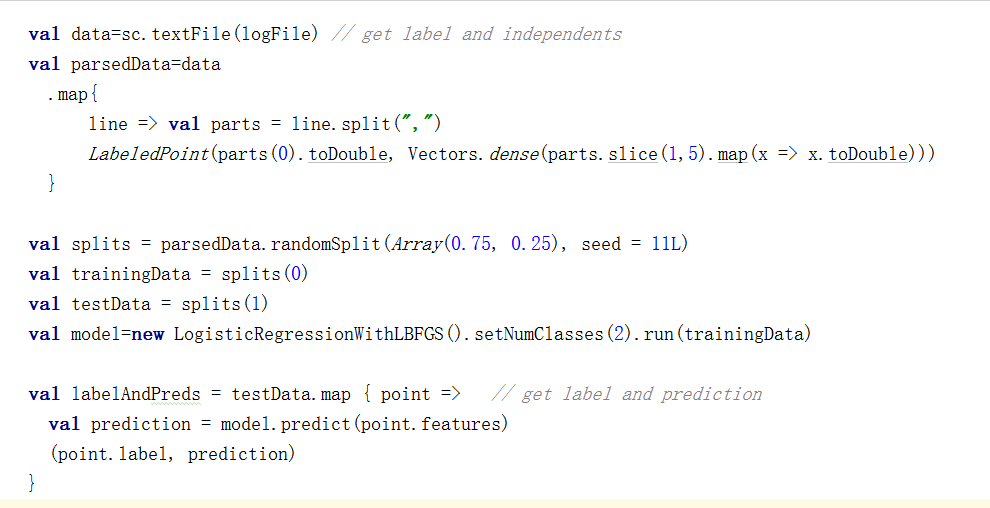 val data=sc.textFile(logFile) // get label and independents
val parsedData=data
  .map{
      line => val parts = line.split(",")
      LabeledPoint(parts(0).toDouble, Vectors.dense(parts.slice(1,5).map(x => x.toDouble)))
  }
val splits = parsedData.randomSplit(Array(0.75, 0.25), seed = 11L)
val trainingData = splits(0)
val testData = splits(1)
val model=new LogisticRegressionWithLBFGS().setNumClasses(2).run(trainingData)
val labelAndPreds = testData.map { point =>   // get label and prediction
  val prediction = model.predict(point.features)
  (point.label, prediction)
}